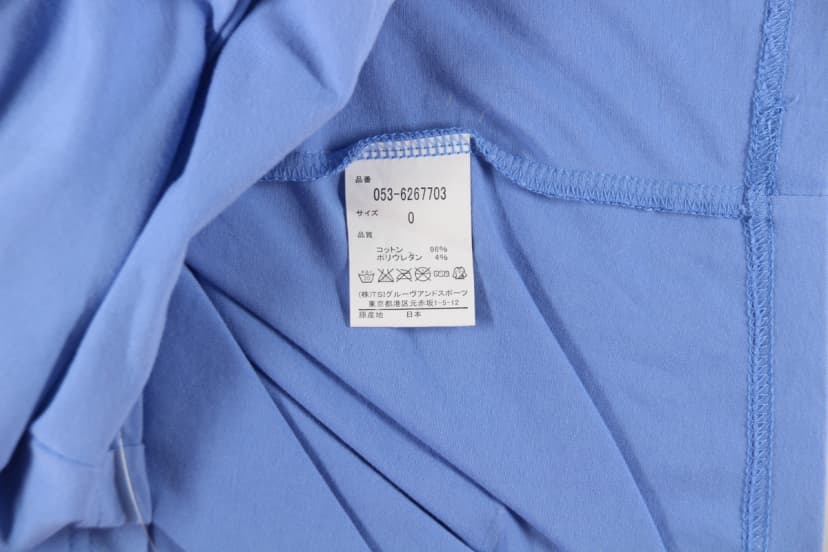 品番
053-6267703
サイズ
0
品質
コットン 96%
ポリウレタン 4%
(株)TSIグルーヴアンドスポーツ
東京都港区元赤坂1-5-12
原産地 日本